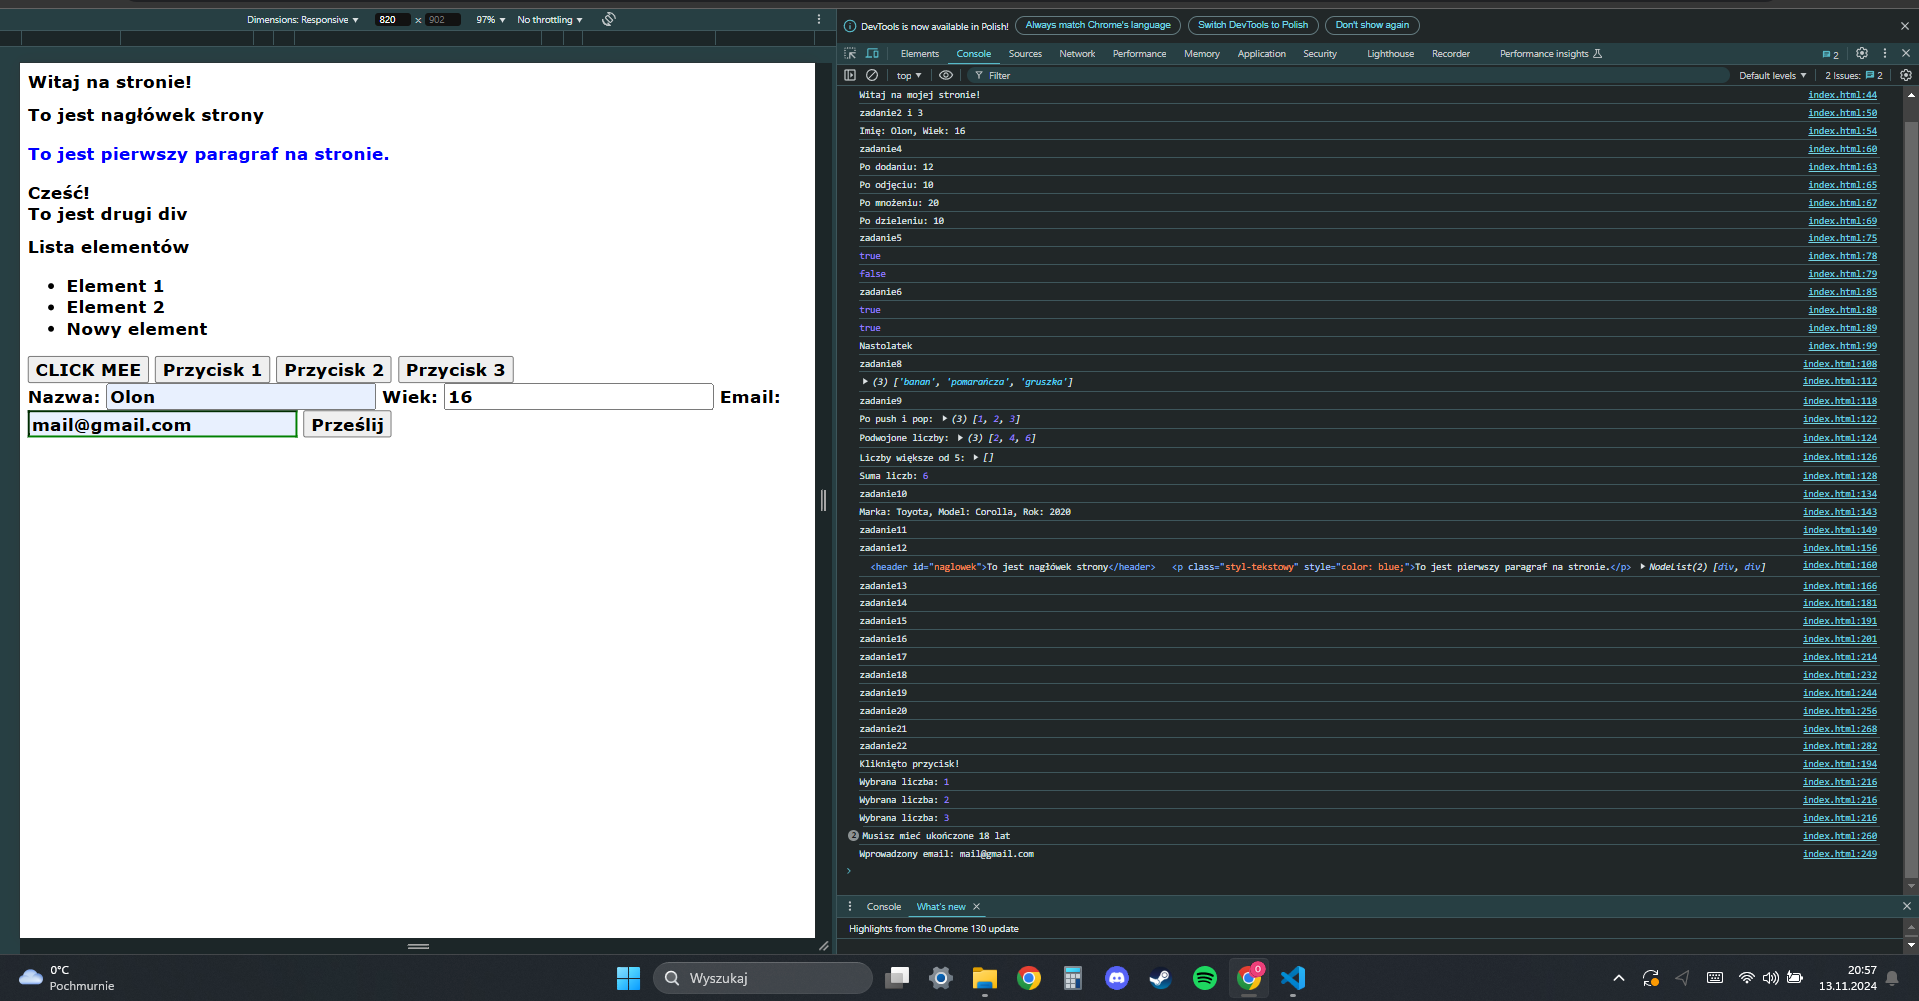 Dimensions: Responsive 820 × 902 97% No throttling
Witaj na stronie!
To jest nagłówek strony
To jest pierwszy paragraf na stronie.
Cześć!
To jest drugi div
Lista elementów
• Element 1
• Element 2
• Nowy element
CLICK MEE Przycisk 1 Przycisk 2 Przycisk 3
Nazwa: Olon Wiek: 16 Email:
mail@gmail.com Prześlij
DevTools is now available in Polish! Always match Chrome's language Switch DevTools to Polish Don't show again
Elements Console Sources Network Performance Memory Application Security Lighthouse Recorder Performance insights 2
top Filter Default levels 2 Issues: 2
Witaj na mojej stronie! index.html:44
zadanie2 i 3 index.html:50
Imię: Olon, Wiek: 16 index.html:54
zadanie4 index.html:60
Po dodaniu: 12 index.html:63
Po odjęciu: 10 index.html:65
Po mnożeniu: 20 index.html:67
Po dzieleniu: 10 index.html:69
zadanie5 index.html:75
true index.html:78
false index.html:79
zadanie6 index.html:85
true index.html:88
true index.html:89
Nastolatek index.html:99
zadanie8 index.html:108
(3) ['banan', 'pomarańcza', 'gruszka'] index.html:112
zadanie9 index.html:118
Po push i pop: (3) [1, 2, 3] index.html:122
Podwojone liczby: (3) [2, 4, 6] index.html:124
Liczby większe od 5: [] index.html:126
Suma liczb: 6 index.html:128
zadanie10 index.html:134
Marka: Toyota, Model: Corolla, Rok: 2020 index.html:143
zadanie11 index.html:149
zadanie12 index.html:156
<header id="naglowek">To jest nagłówek strony</header> <p class="styl-tekstowy" style="color: blue;">To jest pierwszy paragraf na stronie.</p> NodeList(2) [div, div] index.html:160
zadanie13 index.html:166
zadanie14 index.html:181
zadanie15 index.html:191
zadanie16 index.html:201
zadanie17 index.html:214
zadanie18 index.html:232
zadanie19 index.html:244
zadanie20 index.html:256
zadanie21 index.html:268
zadanie22 index.html:282
Kliknięto przycisk! index.html:194
Wybrana liczba: 1 index.html:216
Wybrana liczba: 2 index.html:216
Wybrana liczba: 3 index.html:216
2 Musisz mieć ukończone 18 lat index.html:260
Wprowadzony email: mail@gmail.com index.html:249
Console What's new
Highlights from the Chrome 130 update
0°C
Pochmurnie
Wyszukaj
0
20:57
13.11.2024